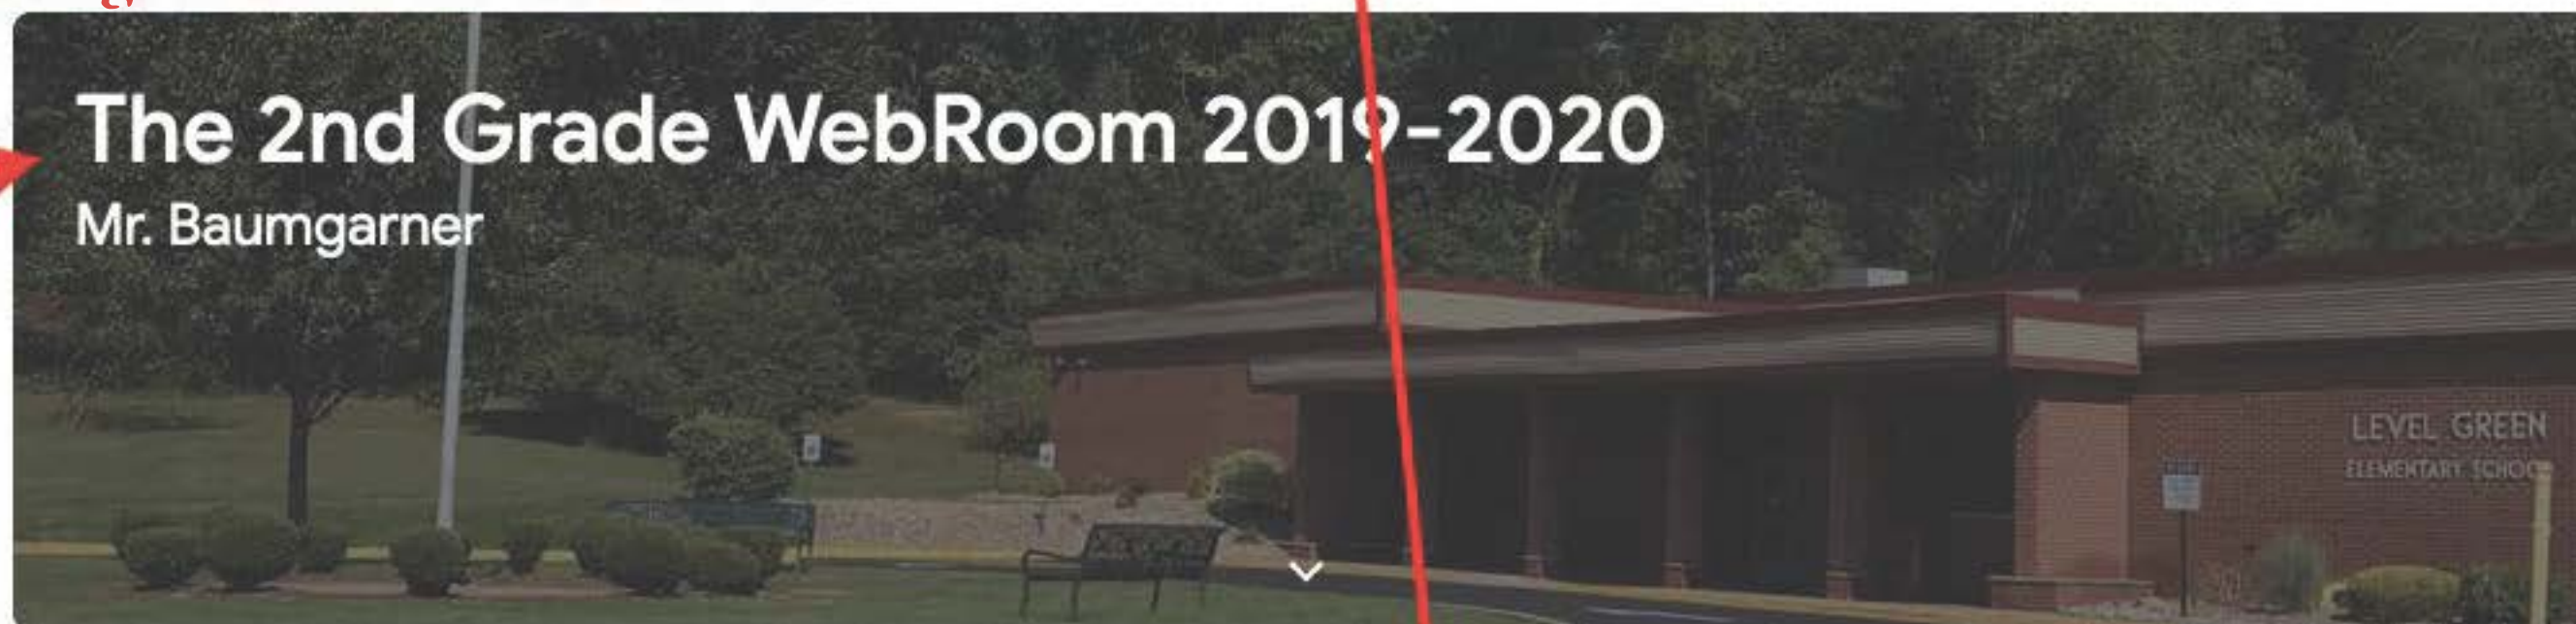 The 2nd Grade WebRoom 2019-2020
Mr. Baumgarner
LEVEL GREEN
ELEMENTARY SCHOOL